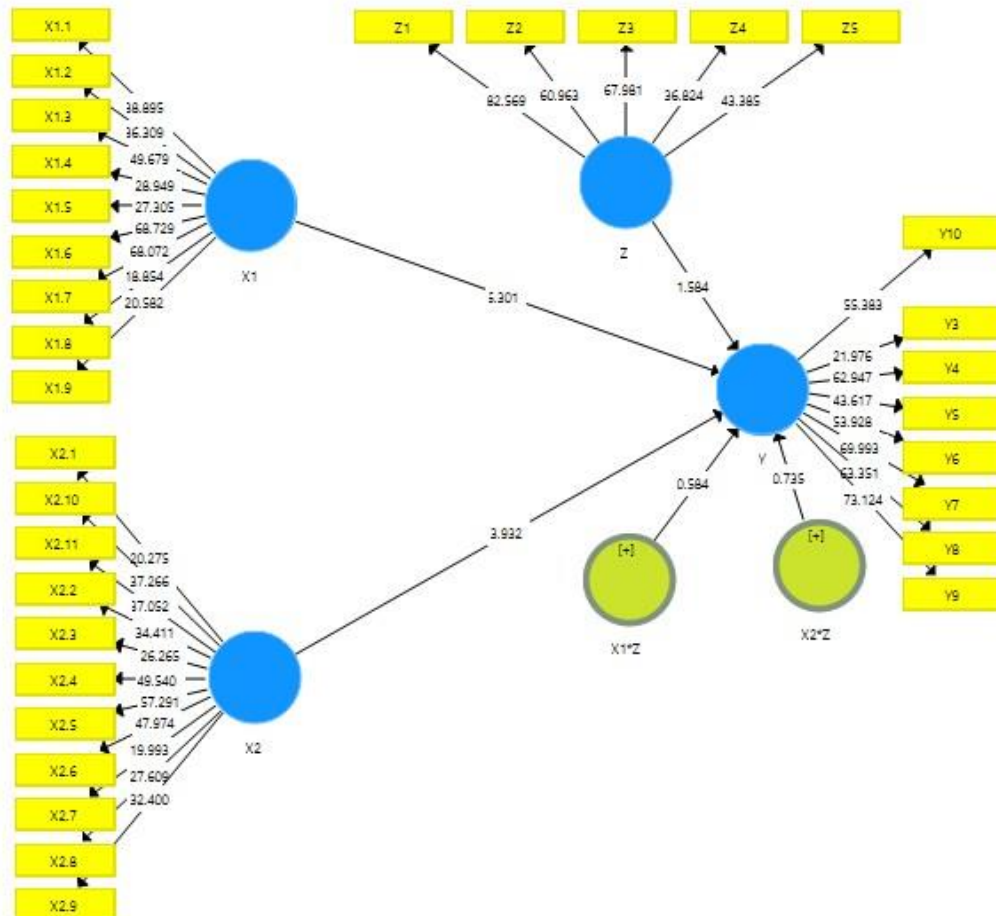 X1.1
X1.2
X1.3
X1.4
X1.5
X1.6
X1.7
X1.8
X1.9
38.895
36.309
49.679
28.949
27.305
68.729
68.072
18.854
20.582
X1
Z1
Z2
Z3
Z4
Z5
82.569
60.963
67.981
36.824
43.385
Z
1.584
5.301
3.932
Y10
Y3
Y4
Y5
Y6
Y7
Y8
Y9
55.383
21.976
62.947
43.617
53.928
69.993
63.351
73.124
Y
0.584
0.735
[+]
[+]
X1*Z
X2*Z
X2.1
X2.10
X2.11
X2.2
X2.3
X2.4
X2.5
X2.6
X2.7
X2.8
X2.9
20.275
37.266
37.052
34.411
26.265
49.540
57.291
47.974
19.993
27.609
32.400
X2